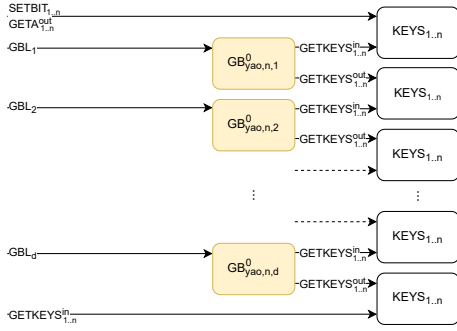 SETBIT1..n
GETA^out_1..n
KEYS1..n
GBL1
GB^0_yao,n,1
GETKEYS^in_1..n
GETKEYS^out_1..n
KEYS1..n
GBL2
GB^0_yao,n,2
GETKEYS^in_1..n
GETKEYS^out_1..n
KEYS1..n
⋮
⋮
KEYS1..n
GBLd
GB^0_yao,n,d
GETKEYS^in_1..n
GETKEYS^out_1..n
KEYS1..n
GETKEYS^in_1..n